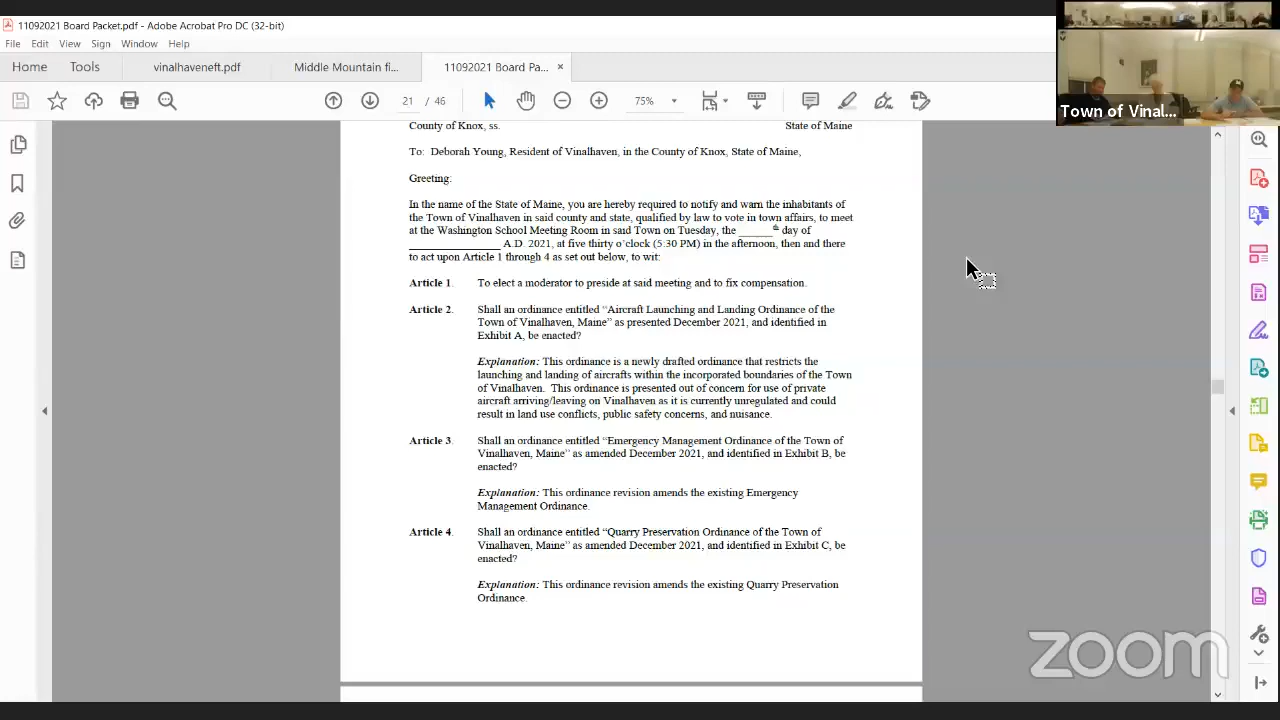 11092021 Board Packet.pdf - Adobe Acrobat Pro DC (32-bit)
File Edit View Sign Window Help
Home Tools vinalhaveneft.pdf Middle Mountain fi... 11092021 Board Pa... ×
21 / 46 75%
Town of Vinal...
County of Knox, ss. State of Maine
To: Deborah Young, Resident of Vinalhaven, in the County of Knox, State of Maine,
Greeting:
In the name of the State of Maine, you are hereby required to notify and warn the inhabitants of
the Town of Vinalhaven in said county and state, qualified by law to vote in town affairs, to meet
at the Washington School Meeting Room in said Town on Tuesday, the ______th day of
________________ A.D. 2021, at five thirty o’clock (5:30 PM) in the afternoon, then and there
to act upon Article 1 through 4 as set out below, to wit:
Article 1. To elect a moderator to preside at said meeting and to fix compensation.
Article 2. Shall an ordinance entitled “Aircraft Launching and Landing Ordinance of the
Town of Vinalhaven, Maine” as presented December 2021, and identified in
Exhibit A, be enacted?
Explanation: This ordinance is a newly drafted ordinance that restricts the
launching and landing of aircrafts within the incorporated boundaries of the Town
of Vinalhaven. This ordinance is presented out of concern for use of private
aircraft arriving/leaving on Vinalhaven as it is currently unregulated and could
result in land use conflicts, public safety concerns, and nuisance.
Article 3. Shall an ordinance entitled “Emergency Management Ordinance of the Town of
Vinalhaven, Maine” as amended December 2021, and identified in Exhibit B, be
enacted?
Explanation: This ordinance revision amends the existing Emergency
Management Ordinance.
Article 4. Shall an ordinance entitled “Quarry Preservation Ordinance of the Town of
Vinalhaven, Maine” as amended December 2021, and identified in Exhibit C, be
enacted?
Explanation: This ordinance revision amends the existing Quarry Preservation
Ordinance.
zoom